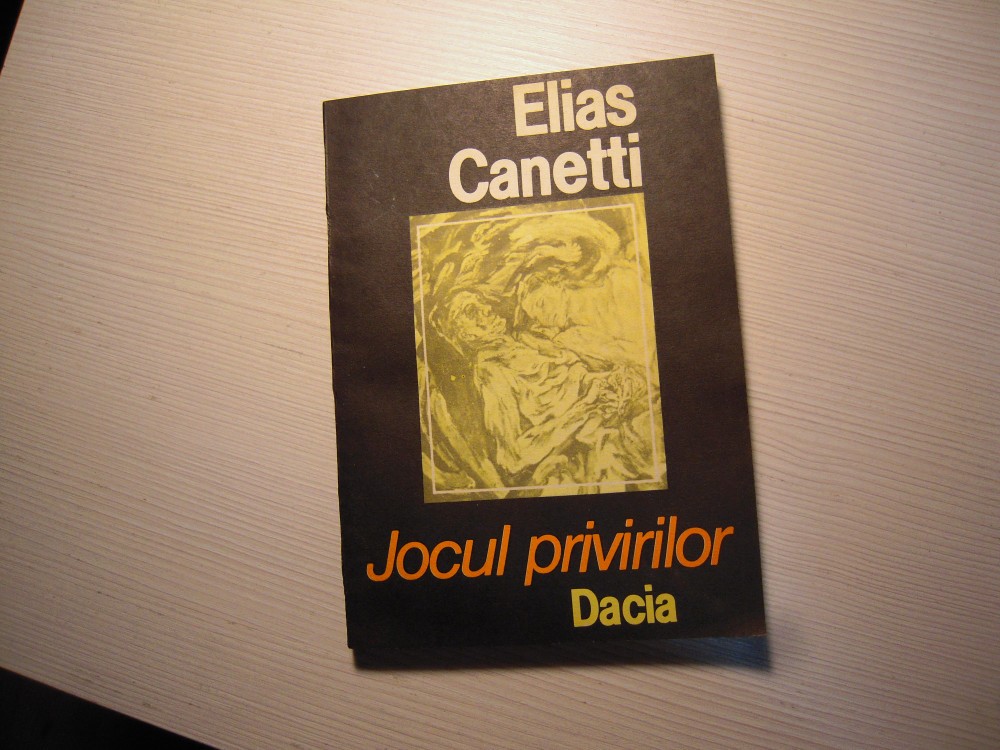 Elias
Canetti
Jocul privirilor
Dacia